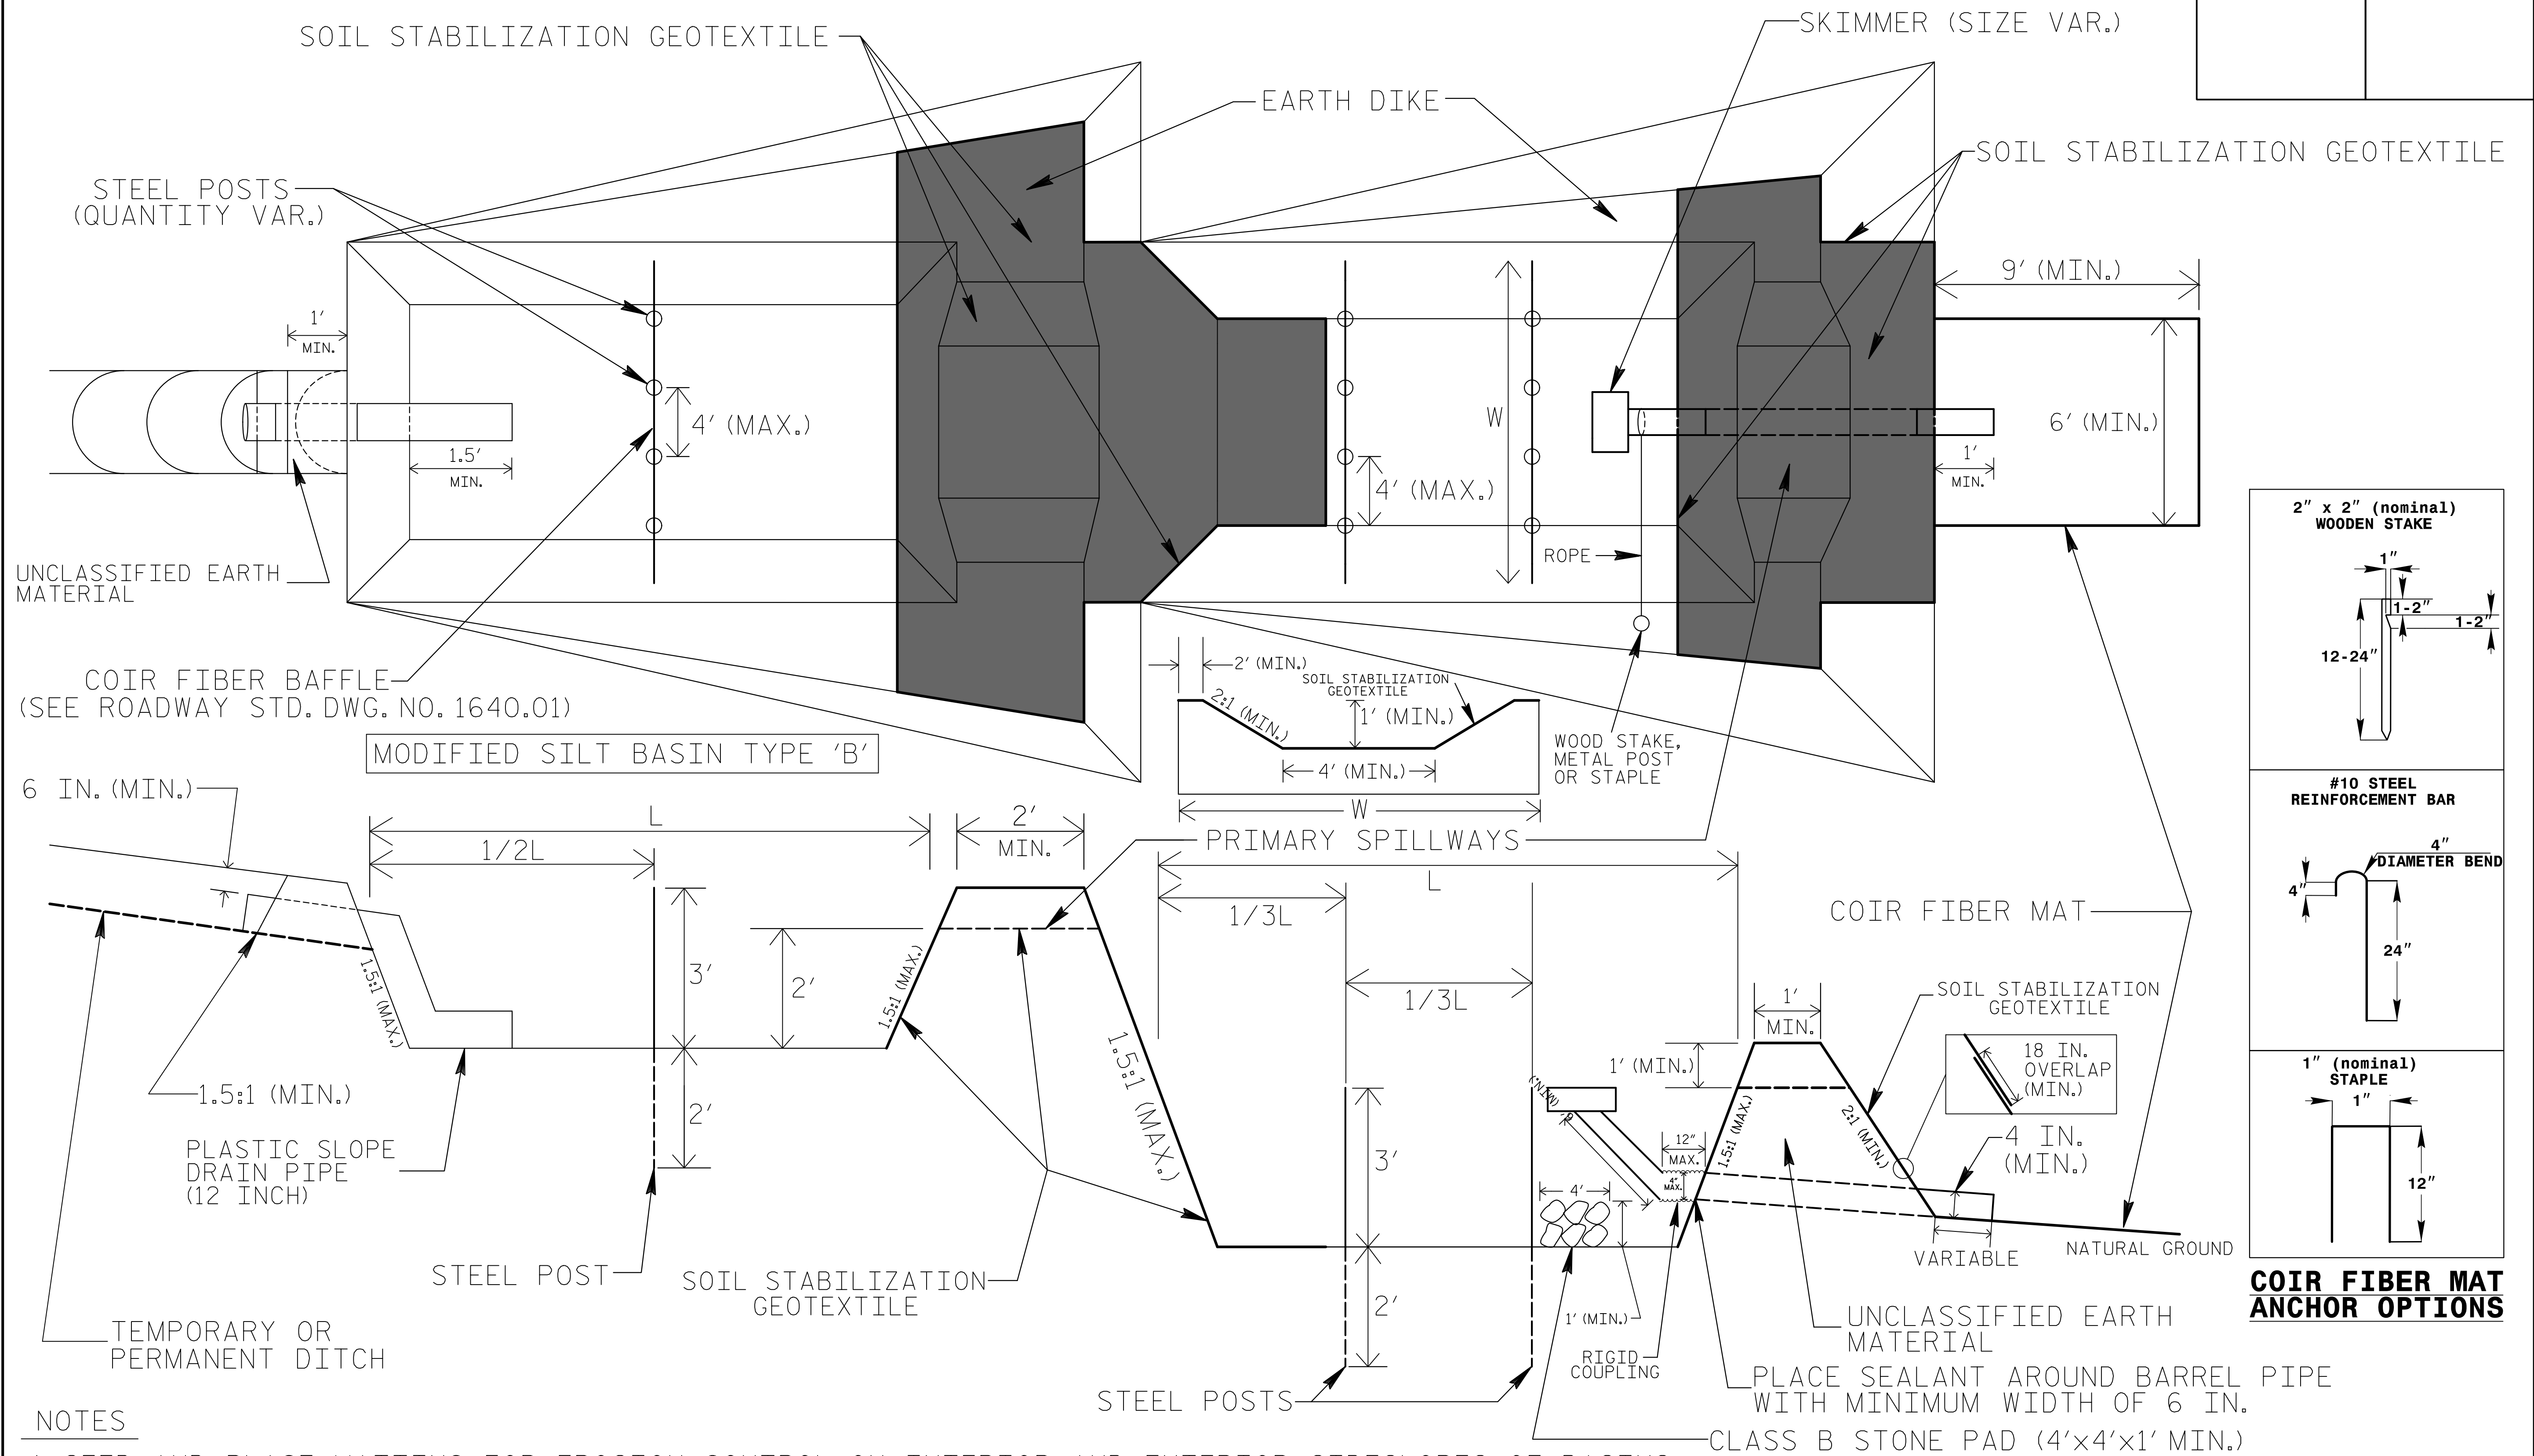 SOIL STABILIZATION GEOTEXTILE
SKIMMER (SIZE VAR.)
EARTH DIKE
SOIL STABILIZATION GEOTEXTILE
STEEL POSTS
(QUANTITY VAR.)
9' (MIN.)
1'
MIN.
4' (MAX.)
W
6' (MIN.)
1.5'
MIN.
4' (MAX.)
1'
MIN.
ROPE
UNCLASSIFIED EARTH
MATERIAL
COIR FIBER BAFFLE
(SEE ROADWAY STD. DWG. NO. 1640.01)
MODIFIED SILT BASIN TYPE 'B'
2' (MIN.)
SOIL STABILIZATION
GEOTEXTILE
2:1 (MIN.)
1' (MIN.)
4' (MIN.)
W
WOOD STAKE,
METAL POST
OR STAPLE
2" x 2" (nominal)
WOODEN STAKE
1"
1-2"
1-2"
12-24"
#10 STEEL
REINFORCEMENT BAR
4"
DIAMETER BEND
4"
24"
1" (nominal)
STAPLE
1"
12"
COIR FIBER MAT
ANCHOR OPTIONS
6 IN. (MIN.)
L
2'
MIN.
1/2L
PRIMARY SPILLWAYS
L
1/3L
1/3L
COIR FIBER MAT
1.5:1 (MAX.)
3'
2'
1.5:1 (MAX.)
1.5:1 (MAX.)
2'
1.5:1 (MIN.)
PLASTIC SLOPE
DRAIN PIPE
(12 INCH)
STEEL POST
SOIL STABILIZATION
GEOTEXTILE
TEMPORARY OR
PERMANENT DITCH
1'
MIN.
1' (MIN.)
SOIL STABILIZATION
GEOTEXTILE
18 IN.
OVERLAP
(MIN.)
6' (MIN.)
12"
MAX.
4"
MAX.
1.5:1 (MAX.)
2:1 (MIN.)
4 IN.
(MIN.)
3'
4'
2'
1' (MIN.)
VARIABLE
NATURAL GROUND
RIGID
COUPLING
UNCLASSIFIED EARTH
MATERIAL
STEEL POSTS
PLACE SEALANT AROUND BARREL PIPE
WITH MINIMUM WIDTH OF 6 IN.
CLASS B STONE PAD (4'x4'x1' MIN.)
NOTES